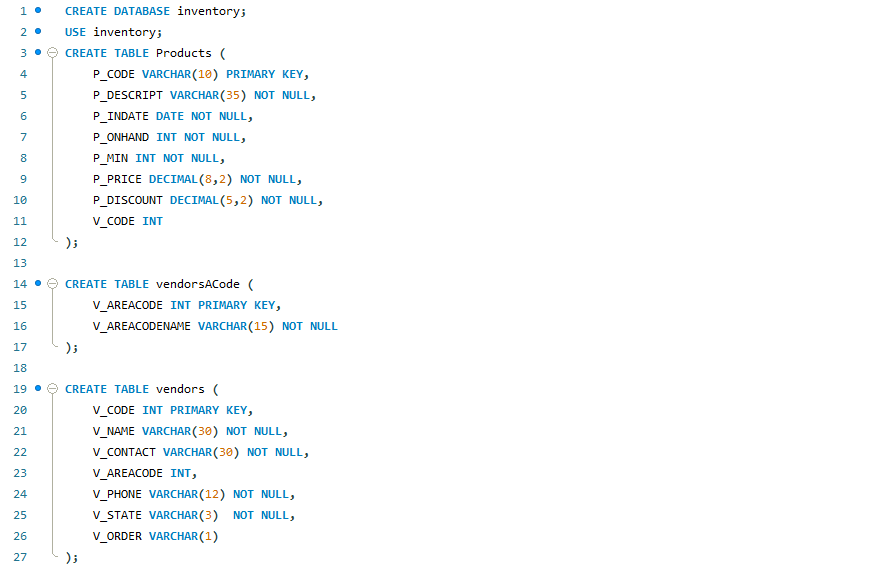 1 CREATE DATABASE inventory;
2 USE inventory;
3 CREATE TABLE Products (
4 P_CODE VARCHAR(10) PRIMARY KEY,
5 P_DESCRIPT VARCHAR(35) NOT NULL,
6 P_INDATE DATE NOT NULL,
7 P_ONHAND INT NOT NULL,
8 P_MIN INT NOT NULL,
9 P_PRICE DECIMAL(8,2) NOT NULL,
10 P_DISCOUNT DECIMAL(5,2) NOT NULL,
11 V_CODE INT
12 );
13
14 CREATE TABLE vendorsACode (
15 V_AREACODE INT PRIMARY KEY,
16 V_AREACODENAME VARCHAR(15) NOT NULL
17 );
18
19 CREATE TABLE vendors (
20 V_CODE INT PRIMARY KEY,
21 V_NAME VARCHAR(30) NOT NULL,
22 V_CONTACT VARCHAR(30) NOT NULL,
23 V_AREACODE INT,
24 V_PHONE VARCHAR(12) NOT NULL,
25 V_STATE VARCHAR(3)  NOT NULL,
26 V_ORDER VARCHAR(1)
27 );